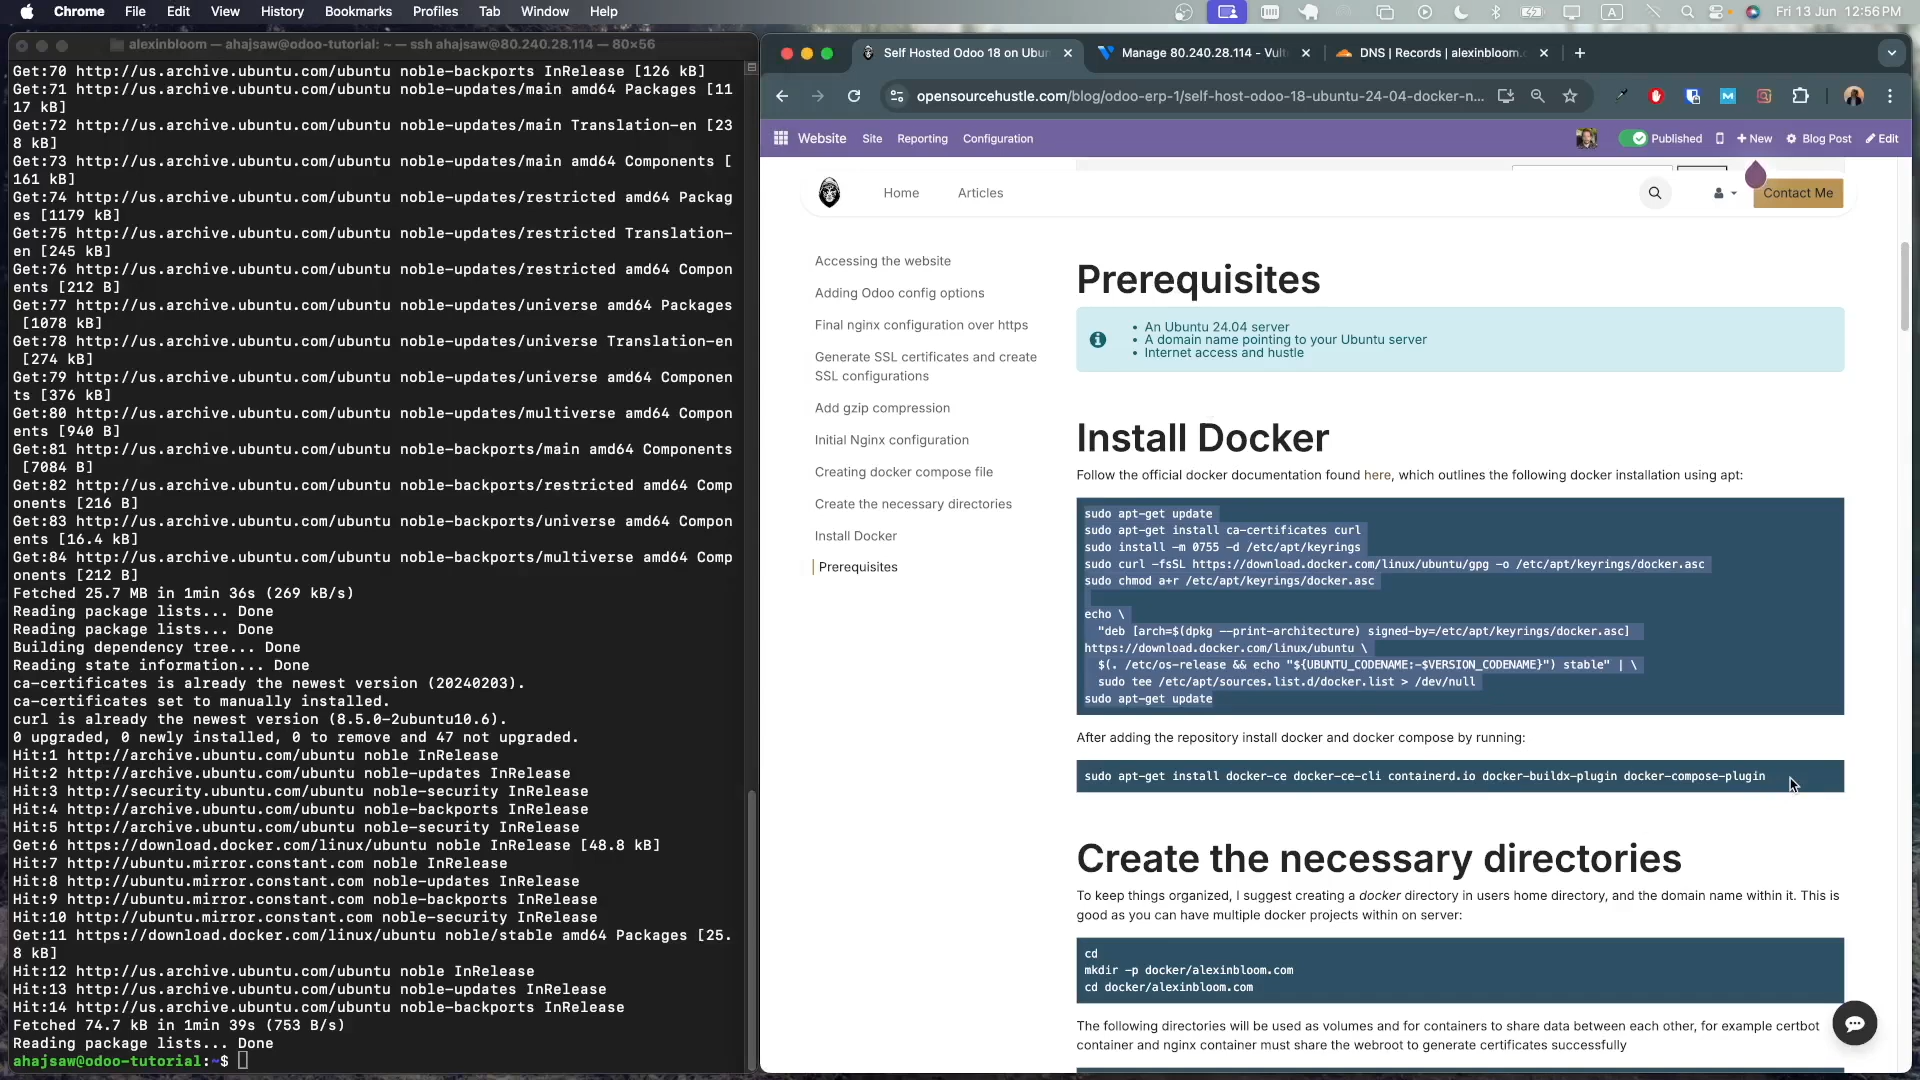 Chrome File Edit View History Bookmarks Profiles Tab Window Help
Fri 13 Jun 12:56 PM
alexinbloom — ahajsaw@odoo-tutorial: ~ — ssh ahajsaw@80.240.28.114 — 80×56
Get:70 http://us.archive.ubuntu.com/ubuntu noble-backports InRelease [126 kB]
Get:71 http://us.archive.ubuntu.com/ubuntu noble-updates/main amd64 Packages [11
17 kB]
Get:72 http://us.archive.ubuntu.com/ubuntu noble-updates/main Translation-en [23
8 kB]
Get:73 http://us.archive.ubuntu.com/ubuntu noble-updates/main amd64 Components [
161 kB]
Get:74 http://us.archive.ubuntu.com/ubuntu noble-updates/restricted amd64 Packag
es [1179 kB]
Get:75 http://us.archive.ubuntu.com/ubuntu noble-updates/restricted Translation-
en [245 kB]
Get:76 http://us.archive.ubuntu.com/ubuntu noble-updates/restricted amd64 Compon
ents [212 B]
Get:77 http://us.archive.ubuntu.com/ubuntu noble-updates/universe amd64 Packages
[1078 kB]
Get:78 http://us.archive.ubuntu.com/ubuntu noble-updates/universe Translation-en
[274 kB]
Get:79 http://us.archive.ubuntu.com/ubuntu noble-updates/universe amd64 Componen
ts [376 kB]
Get:80 http://us.archive.ubuntu.com/ubuntu noble-updates/multiverse amd64 Compon
ents [940 B]
Get:81 http://us.archive.ubuntu.com/ubuntu noble-backports/main amd64 Components
[7084 B]
Get:82 http://us.archive.ubuntu.com/ubuntu noble-backports/restricted amd64 Comp
onents [216 B]
Get:83 http://us.archive.ubuntu.com/ubuntu noble-backports/universe amd64 Compon
ents [16.4 kB]
Get:84 http://us.archive.ubuntu.com/ubuntu noble-backports/multiverse amd64 Comp
onents [212 B]
Fetched 25.7 MB in 1min 36s (269 kB/s)
Reading package lists... Done
Reading package lists... Done
Building dependency tree... Done
Reading state information... Done
ca-certificates is already the newest version (20240203).
ca-certificates set to manually installed.
curl is already the newest version (8.5.0-2ubuntu10.6).
0 upgraded, 0 newly installed, 0 to remove and 47 not upgraded.
Hit:1 http://archive.ubuntu.com/ubuntu noble InRelease
Hit:2 http://archive.ubuntu.com/ubuntu noble-updates InRelease
Hit:3 http://security.ubuntu.com/ubuntu noble-security InRelease
Hit:4 http://archive.ubuntu.com/ubuntu noble-backports InRelease
Hit:5 http://archive.ubuntu.com/ubuntu noble-security InRelease
Get:6 https://download.docker.com/linux/ubuntu noble InRelease [48.8 kB]
Hit:7 http://ubuntu.mirror.constant.com noble InRelease
Hit:8 http://ubuntu.mirror.constant.com noble-updates InRelease
Hit:9 http://ubuntu.mirror.constant.com noble-backports InRelease
Hit:10 http://ubuntu.mirror.constant.com noble-security InRelease
Get:11 https://download.docker.com/linux/ubuntu noble/stable amd64 Packages [25.
8 kB]
Hit:12 http://us.archive.ubuntu.com/ubuntu noble InRelease
Hit:13 http://us.archive.ubuntu.com/ubuntu noble-updates InRelease
Hit:14 http://us.archive.ubuntu.com/ubuntu noble-backports InRelease
Fetched 74.7 kB in 1min 39s (753 B/s)
Reading package lists... Done
ahajsaw@odoo-tutorial:~$
Self Hosted Odoo 18 on Ubun
Manage 80.240.28.114 - Vult
DNS | Records | alexinbloom.
opensourcehustle.com/blog/odoo-erp-1/self-host-odoo-18-ubuntu-24-04-docker-n...
Website Site Reporting Configuration
Published + New Blog Post Edit
Home Articles
Contact Me
Accessing the website
Adding Odoo config options
Final nginx configuration over https
Generate SSL certificates and create
SSL configurations
Add gzip compression
Initial Nginx configuration
Creating docker compose file
Create the necessary directories
Install Docker
Prerequisites
Prerequisites
• An Ubuntu 24.04 server
• A domain name pointing to your Ubuntu server
• Internet access and hustle
Install Docker
Follow the official docker documentation found here, which outlines the following docker installation using apt:
sudo apt-get update
sudo apt-get install ca-certificates curl
sudo install -m 0755 -d /etc/apt/keyrings
sudo curl -fsSL https://download.docker.com/linux/ubuntu/gpg -o /etc/apt/keyrings/docker.asc
sudo chmod a+r /etc/apt/keyrings/docker.asc
echo \
"deb [arch=$(dpkg --print-architecture) signed-by=/etc/apt/keyrings/docker.asc]
https://download.docker.com/linux/ubuntu \
$(. /etc/os-release && echo "${UBUNTU_CODENAME:-$VERSION_CODENAME}") stable" | \
sudo tee /etc/apt/sources.list.d/docker.list > /dev/null
sudo apt-get update
After adding the repository install docker and docker compose by running:
sudo apt-get install docker-ce docker-ce-cli containerd.io docker-buildx-plugin docker-compose-plugin
Create the necessary directories
To keep things organized, I suggest creating a docker directory in users home directory, and the domain name within it. This is
good as you can have multiple docker projects within on server:
cd
mkdir -p docker/alexinbloom.com
cd docker/alexinbloom.com
The following directories will be used as volumes and for containers to share data between each other, for example certbot
container and nginx container must share the webroot to generate certificates successfully